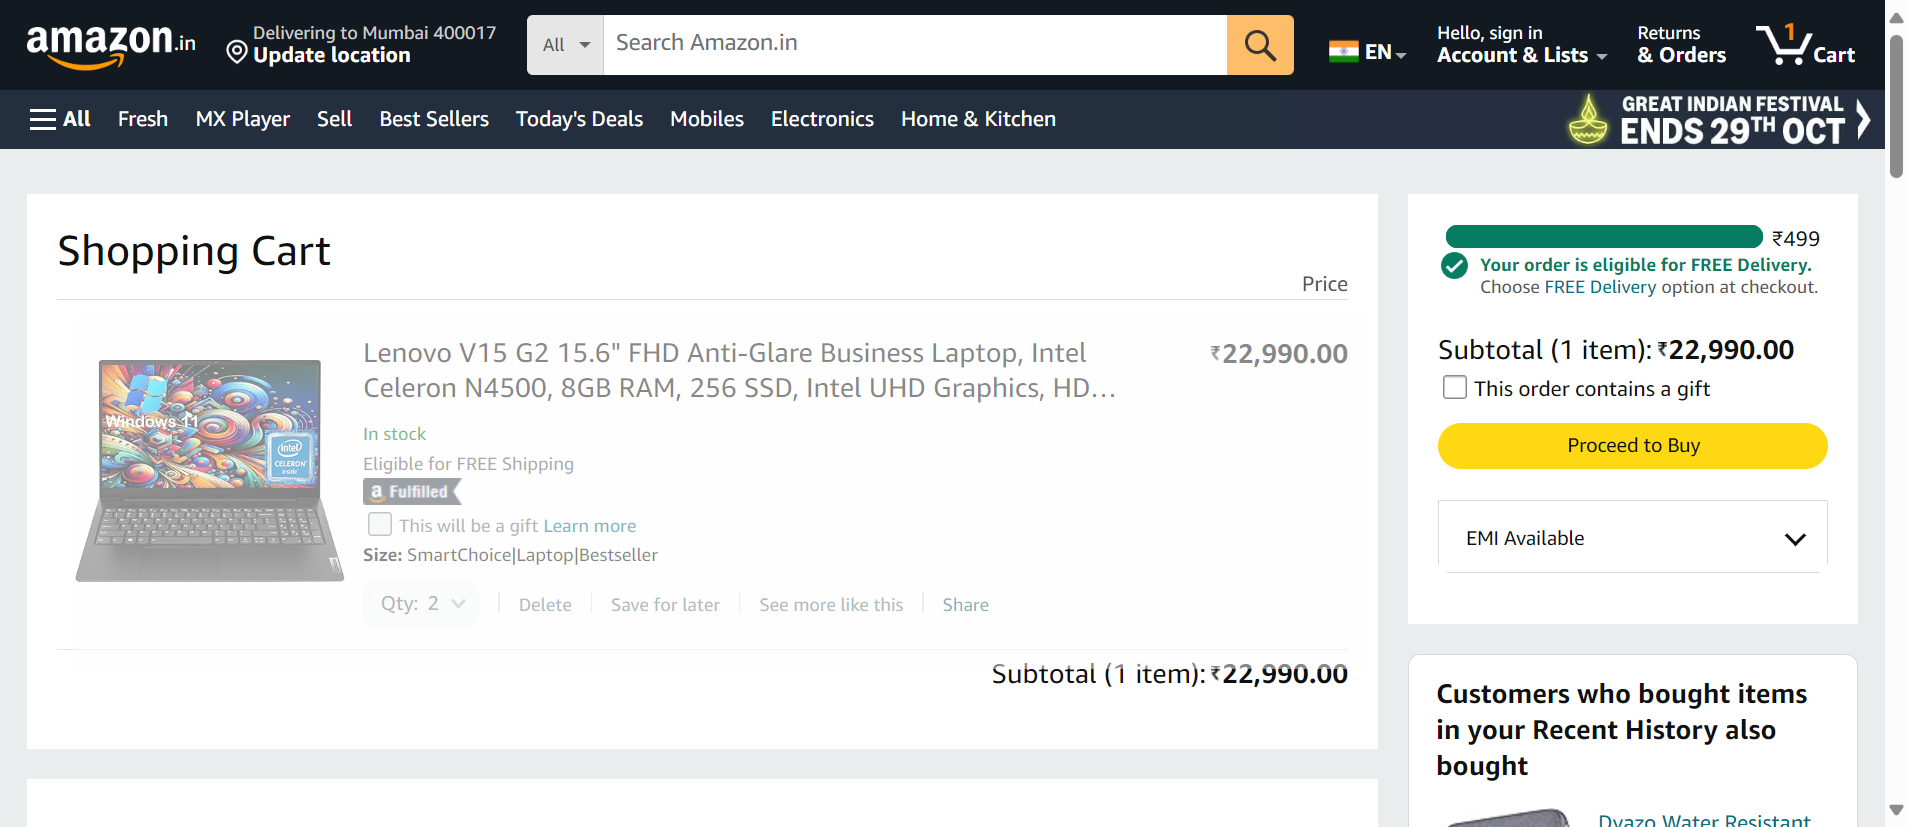 amazon.in
Delivering to Mumbai 400017
Update location
All
Search Amazon.in
EN
Hello, sign in
Account & Lists
Returns
& Orders
1
Cart
All
Fresh
MX Player
Sell
Best Sellers
Today's Deals
Mobiles
Electronics
Home & Kitchen
GREAT INDIAN FESTIVAL
ENDS 29TH OCT
Shopping Cart
Price
Windows 11
intel
CELERON
inside
Lenovo
Lenovo V15 G2 15.6" FHD Anti-Glare Business Laptop, Intel
Celeron N4500, 8GB RAM, 256 SSD, Intel UHD Graphics, HD…
₹22,990.00
In stock
Eligible for FREE Shipping
a Fulfilled
This will be a gift Learn more
Size: SmartChoice|Laptop|Bestseller
Qty: 2
Delete
Save for later
See more like this
Share
Subtotal (1 item): ₹22,990.00
₹499
Your order is eligible for FREE Delivery.
Choose FREE Delivery option at checkout.
Subtotal (1 item): ₹22,990.00
This order contains a gift
Proceed to Buy
EMI Available
Customers who bought items
in your Recent History also
bought
Dyazo Water Resistant